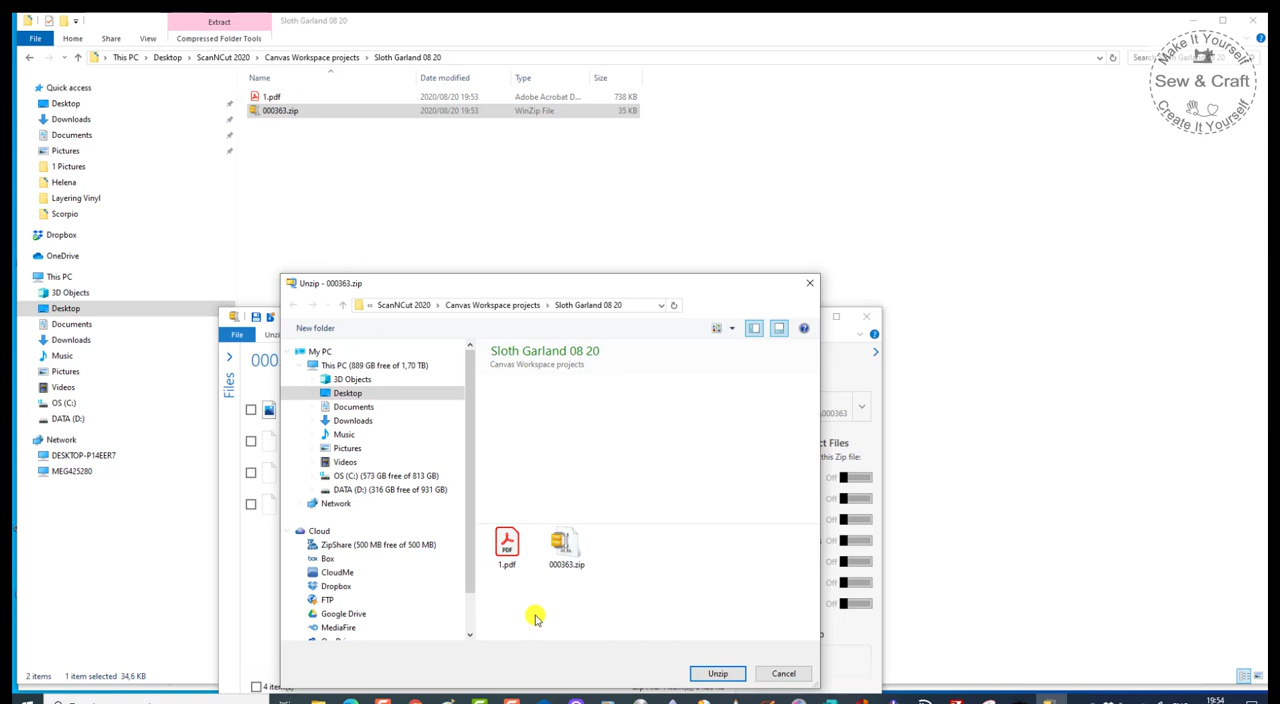 Extract
Sloth Garland 08 20
File Home Share View Compressed Folder Tools
This PC › Desktop › ScanNCut 2020 › Canvas Workspace projects › Sloth Garland 08 20
Make It Yourself
Sew & Craft
Create It Yourself
Name Date modified Type Size
1.pdf 2020/08/20 19:53 Adobe Acrobat D... 738 KB
000363.zip 2020/08/20 19:53 WinZip File 35 KB
Quick access
Desktop
Downloads
Documents
Pictures
1 Pictures
Helena
Layering Vinyl
Scorpio
Dropbox
OneDrive
This PC
3D Objects
Desktop
Documents
Downloads
Music
Pictures
Videos
OS (C:)
DATA (D:)
Network
DESKTOP-P14EER7
MEG425280
2 items 1 item selected 34,6 KB
Unzip - 000363.zip
« ScanNCut 2020 › Canvas Workspace projects › Sloth Garland 08 20
New folder
My PC
This PC (889 GB free of 1,70 TB)
3D Objects
Desktop
Documents
Downloads
Music
Pictures
Videos
OS (C:) (573 GB free of 813 GB)
DATA (D:) (316 GB free of 931 GB)
Network
Cloud
ZipShare (500 MB free of 500 MB)
Box
CloudMe
Dropbox
FTP
Google Drive
MediaFire
Sloth Garland 08 20
Canvas Workspace projects
1.pdf
000363.zip
Unzip Cancel
File
Files
000363
ct Files
this Zip file:
Off
Off
Off
Off
Off
Off
Off
4 item(s)
19:54